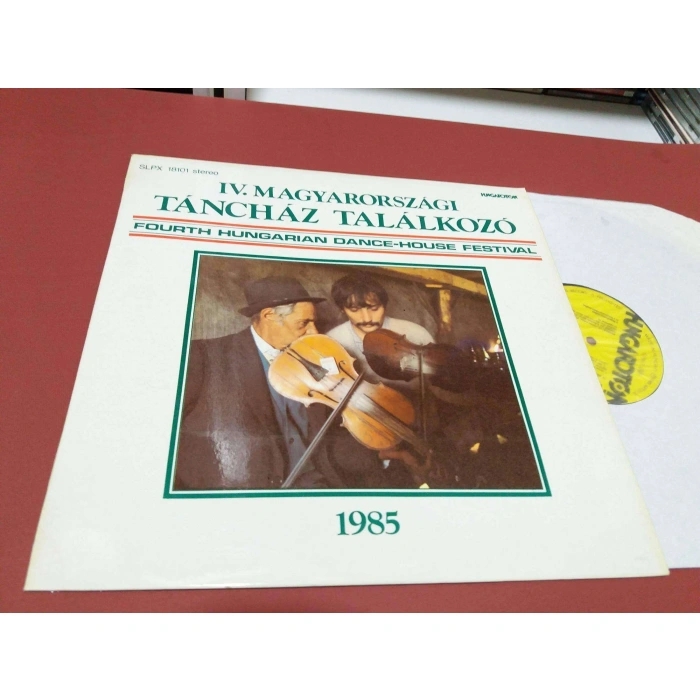 SLPX 18101 stereo
HUNGAROTON
IV. MAGYARORSZÁGI
TÁNCHÁZ TALÁLKOZÓ
FOURTH HUNGARIAN DANCE-HOUSE FESTIVAL
1985
HUNGAROTON